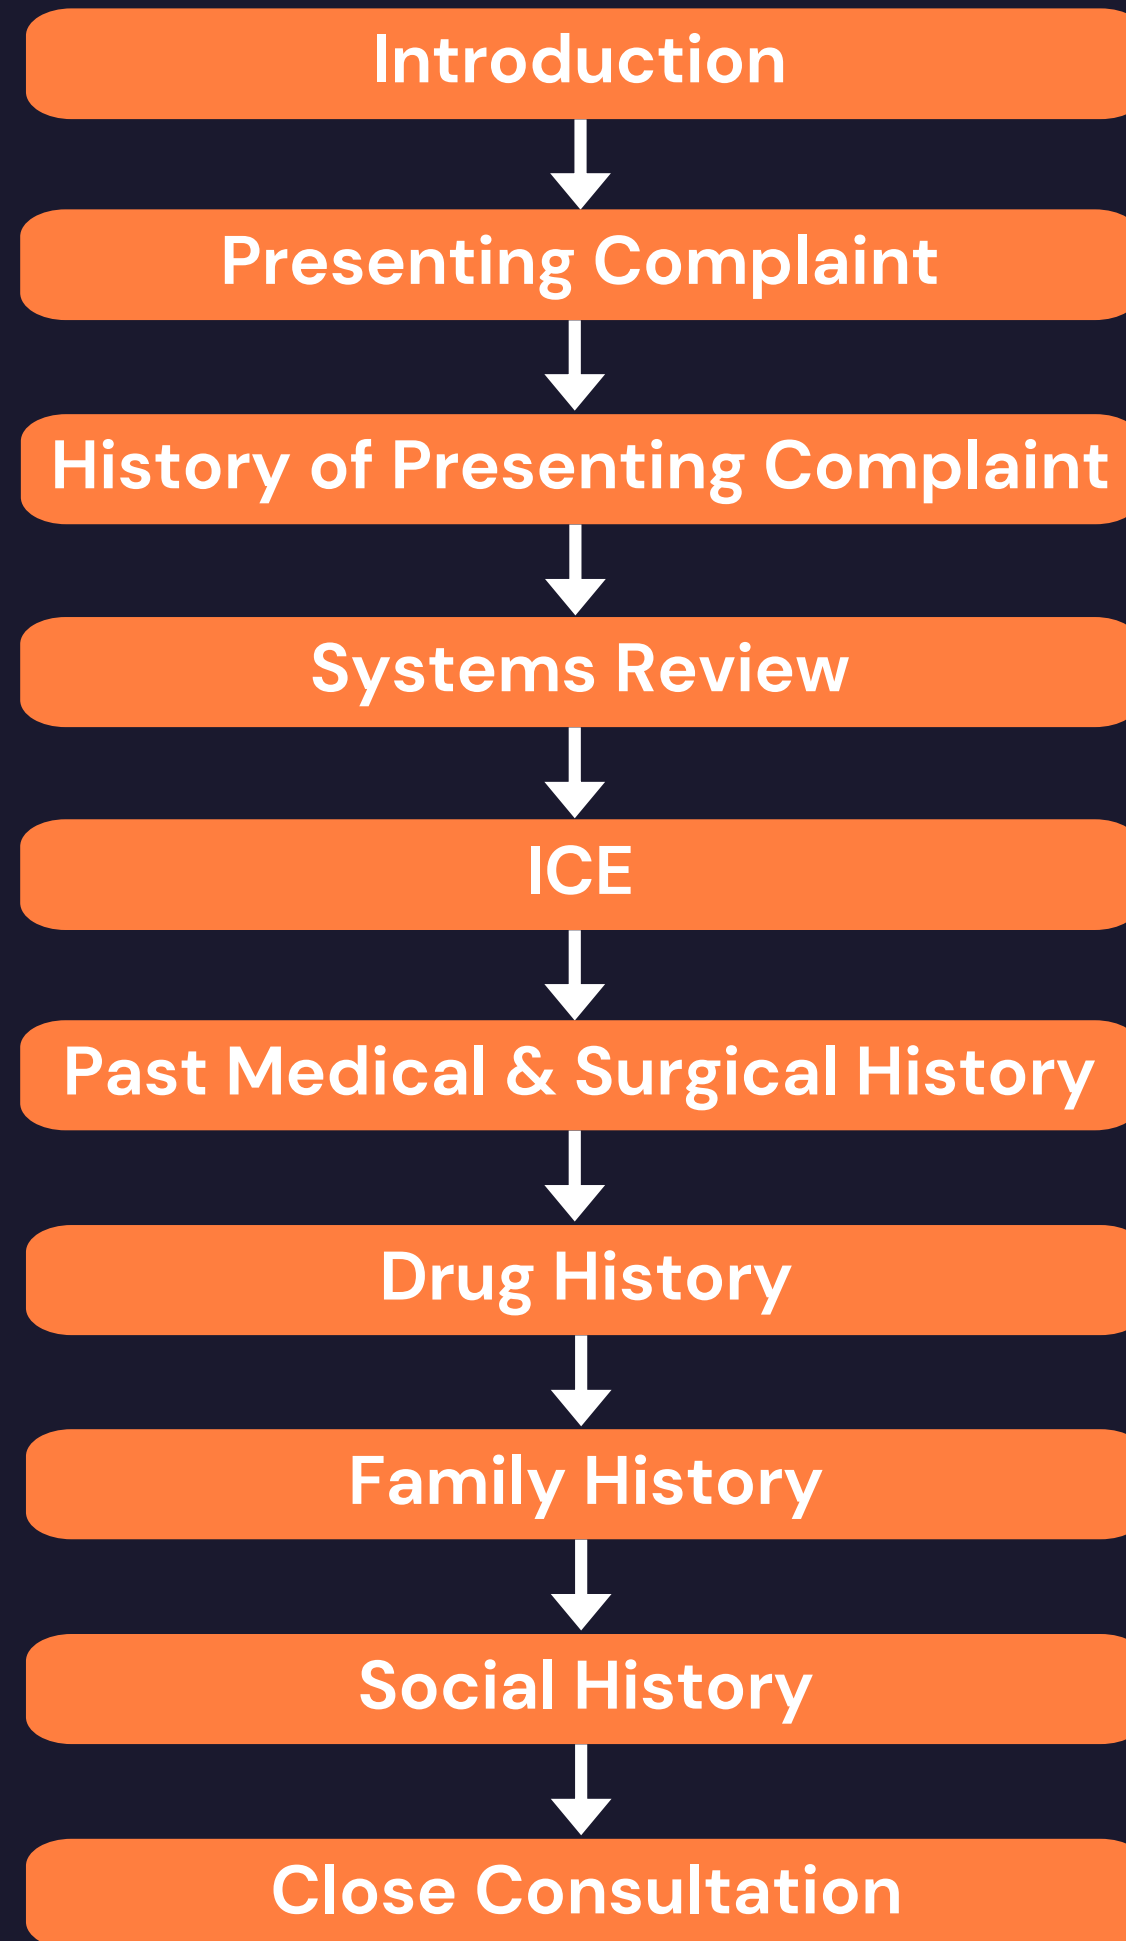 Introduction
Presenting Complaint
History of Presenting Complaint
Systems Review
ICE
Past Medical & Surgical History
Drug History
Family History
Social History
Close Consultation